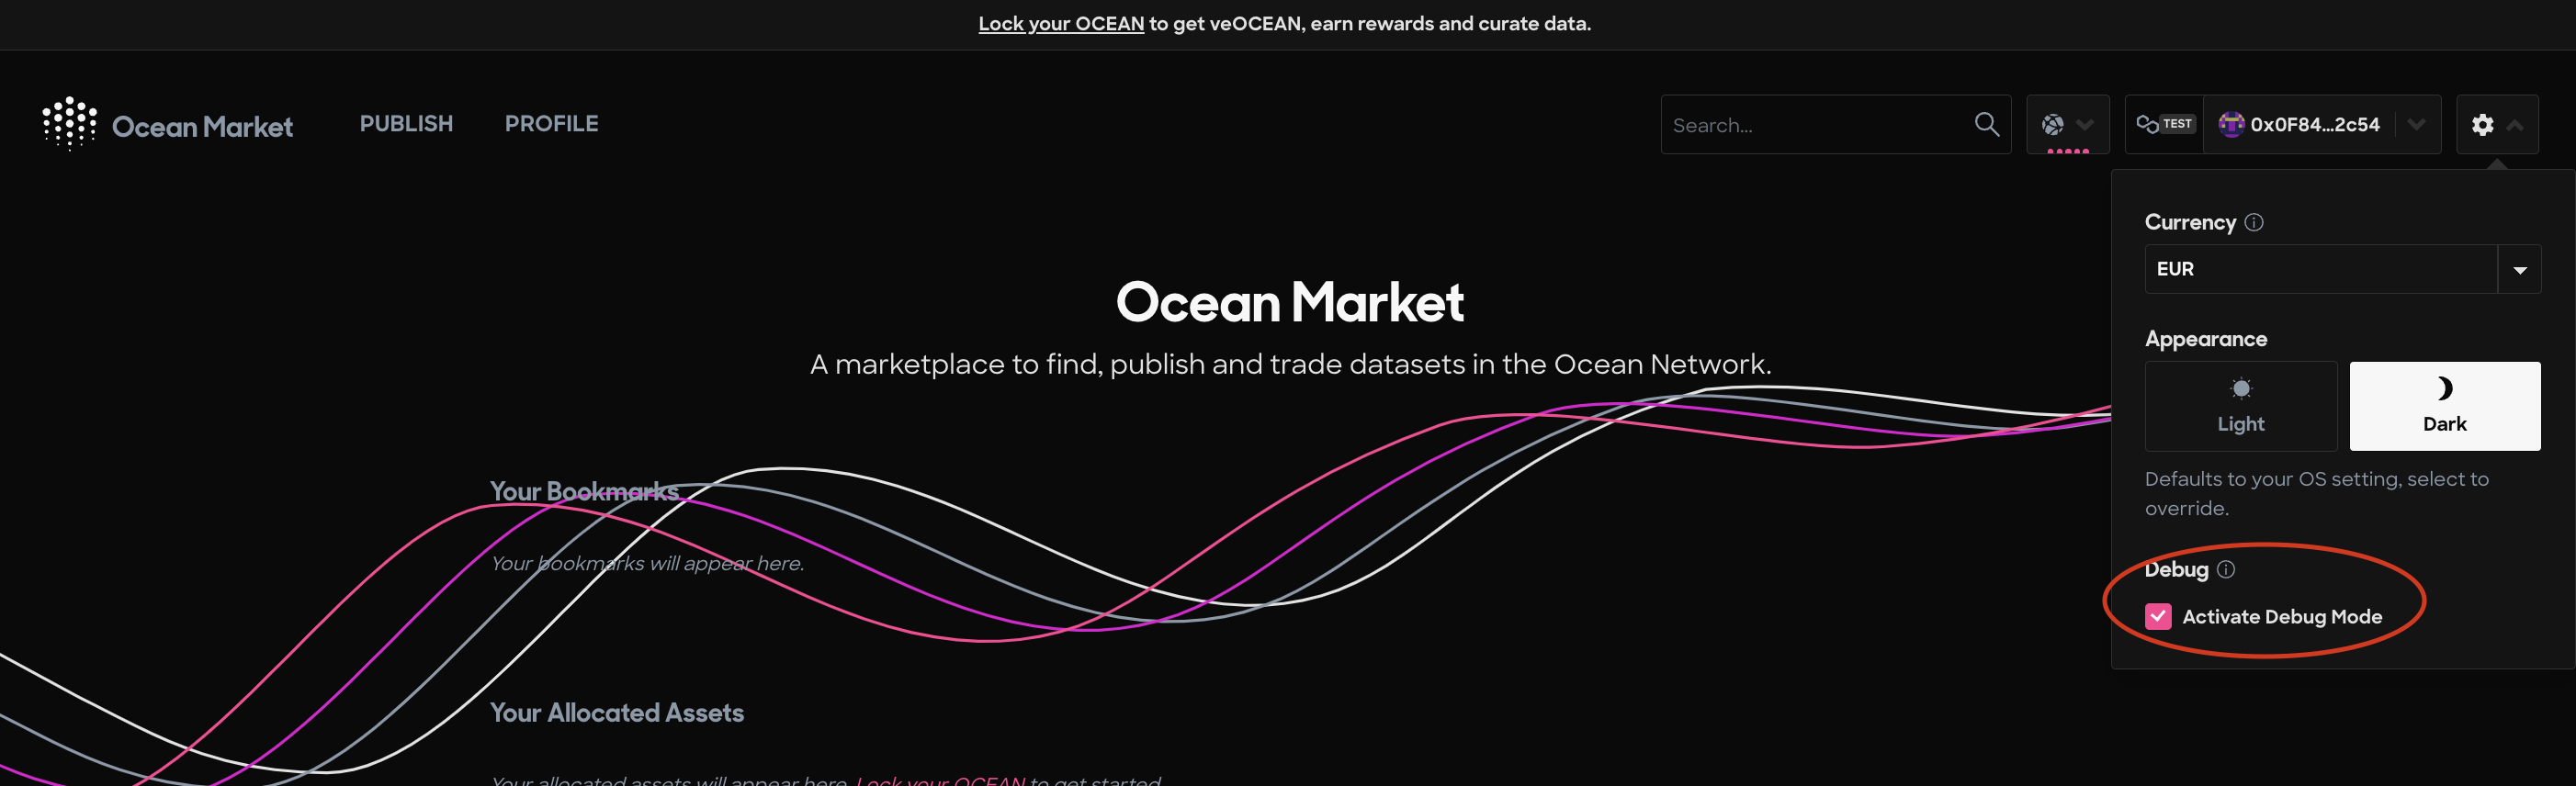 Lock your OCEAN to get veOCEAN, earn rewards and curate data.
Ocean Market
PUBLISH
PROFILE
Search...
TEST
0x0F84...2c54
Currency
EUR
Appearance
Light
Dark
Defaults to your OS setting, select to
override.
Debug
Activate Debug Mode
Ocean Market
A marketplace to find, publish and trade datasets in the Ocean Network.
Your Bookmarks
Your bookmarks will appear here.
Your Allocated Assets
Your allocated assets will appear here. Lock your OCEAN to get started.